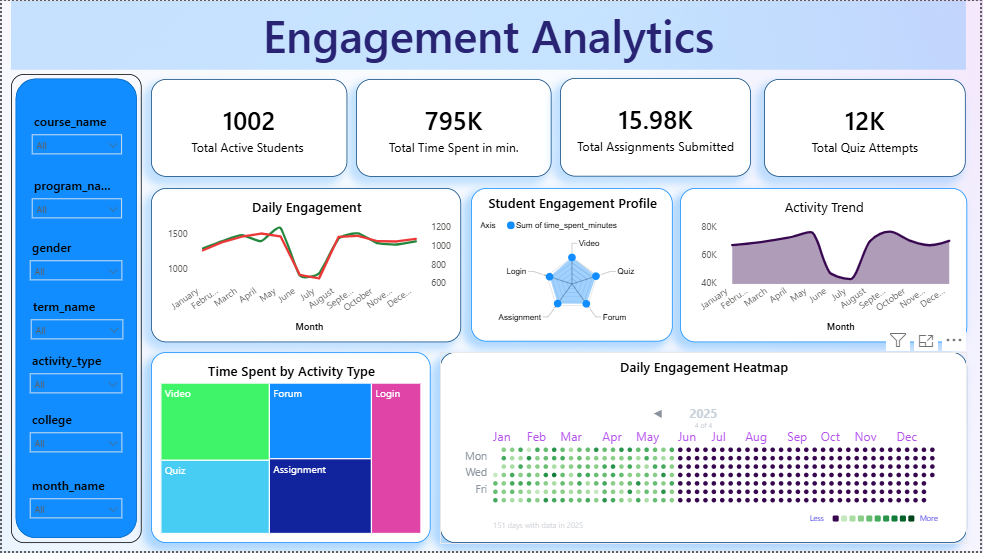 Engagement Analytics
course_name
All
program_na...
All
gender
All
term_name
All
activity_type
All
college
All
month_name
All
1002
Total Active Students
795K
Total Time Spent in min.
15.98K
Total Assignments Submitted
12K
Total Quiz Attempts
Daily Engagement
1500
1000
1200
1000
800
600
January
Febru...
March
April
May
June
July
August
Septe...
October
Nove...
Dece...
Month
Student Engagement Profile
Axis
Sum of time_spent_minutes
Video
Quiz
Forum
Assignment
Login
Activity Trend
80K
60K
40K
January
Febru...
March
April
May
June
July
August
Septe...
October
Nove...
Dece...
Month
Time Spent by Activity Type
Video
Forum
Login
Quiz
Assignment
Daily Engagement Heatmap
2025
4 of 4
Jan Feb Mar Apr May Jun Jul Aug Sep Oct Nov Dec
Mon
Wed
Fri
Less More
151 days with data in 2025